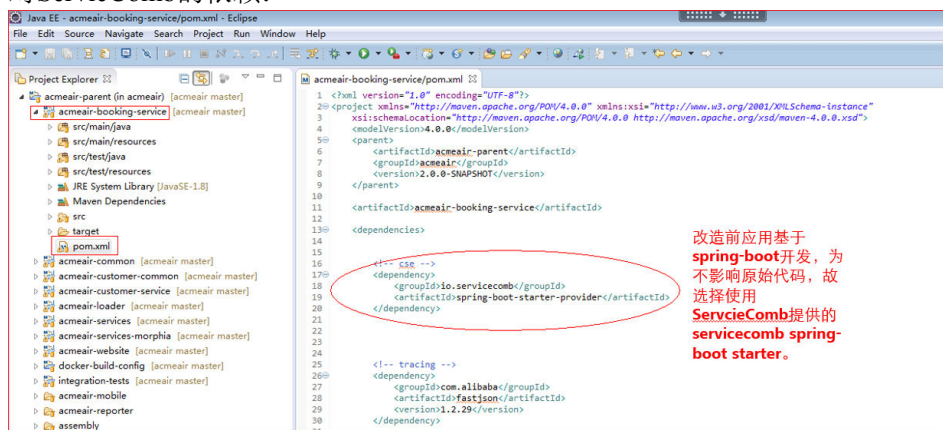 Java EE - acmeair-booking-service/pom.xml - Eclipse
File Edit Source Navigate Search Project Run Window Help
Project Explorer
acmeair-parent (in acmeair) [acmeair master]
acmeair-booking-service [acmeair master]
src/main/java
src/main/resources
src/test/java
src/test/resources
JRE System Library [JavaSE-1.8]
Maven Dependencies
src
target
pom.xml
acmeair-common [acmeair master]
acmeair-customer-common [acmeair master]
acmeair-customer-service [acmeair master]
acmeair-loader [acmeair master]
acmeair-services [acmeair master]
acmeair-services-morphia [acmeair master]
acmeair-website [acmeair master]
docker-build-config [acmeair master]
integration-tests [acmeair master]
acmeair-mobile
acmeair-reporter
assembly
acmeair-booking-service/pom.xml
1 <?xml version="1.0" encoding="UTF-8"?>
2 <project xmlns="http://maven.apache.org/POM/4.0.0" xmlns:xsi="http://www.w3.org/2001/XMLSchema-instance"
3 xsi:schemaLocation="http://maven.apache.org/POM/4.0.0 http://maven.apache.org/xsd/maven-4.0.0.xsd">
4 <modelVersion>4.0.0</modelVersion>
5 <parent>
6 <artifactId>acmeair-parent</artifactId>
7 <groupId>acmeair</groupId>
8 <version>2.0.0-SNAPSHOT</version>
9 </parent>
10
11 <artifactId>acmeair-booking-service</artifactId>
12
13 <dependencies>
14
15
16 <!-- cse -->
17 <dependency>
18 <groupId>io.servicecomb</groupId>
19 <artifactId>spring-boot-starter-provider</artifactId>
20 </dependency>
21
22
23
24
25 <!-- tracing -->
26 <dependency>
27 <groupId>com.alibaba</groupId>
28 <artifactId>fastjson</artifactId>
29 <version>1.2.29</version>
30 </dependency>
改造前应用基于
spring-boot开发，为
不影响原始代码，故
选择使用
ServcieComb提供的
servicecomb spring-
boot starter。